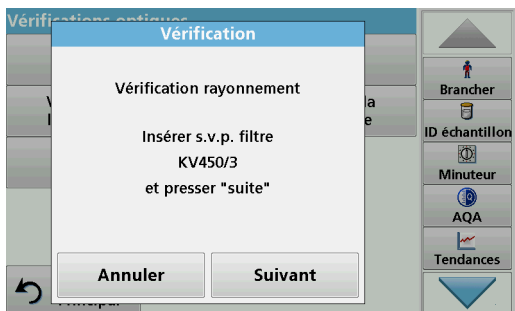 Vérifications optiques
Vérification
Vérification rayonnement
Insérer s.v.p. filtre
KV450/3
et presser "suite"
Annuler
Suivant
Principal
Brancher
ID échantillon
Minuteur
AQA
Tendances